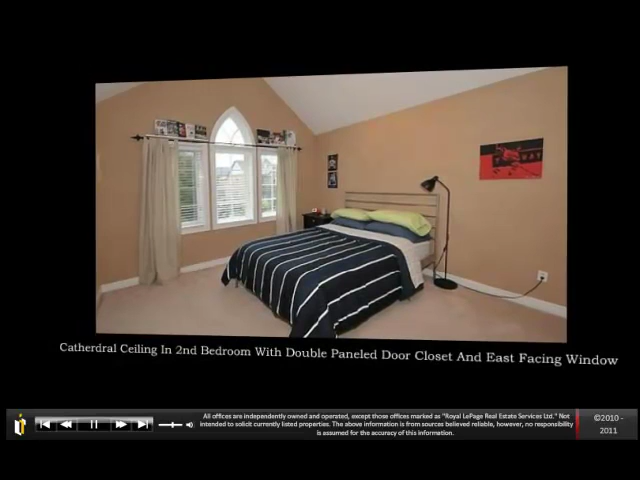 Catherdral Ceiling In 2nd Bedroom With Double Paneled Door Closet And East Facing Window
All offices are independently owned and operated, except those offices marked as "Royal LePage Real Estate Services Ltd." Not
intended to solicit currently listed properties. The above information is from sources believed reliable, however, no responsibility
is assumed for the accuracy of this information.
©2010 -
2011